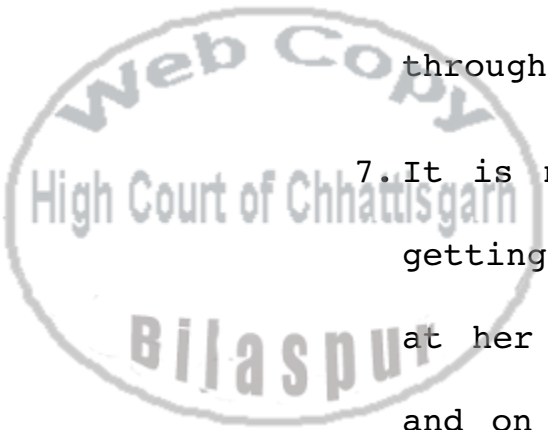 Web Copy
through
7.It is
High Court of Chhattisgarh
getting
Bilaspur
at her
and on